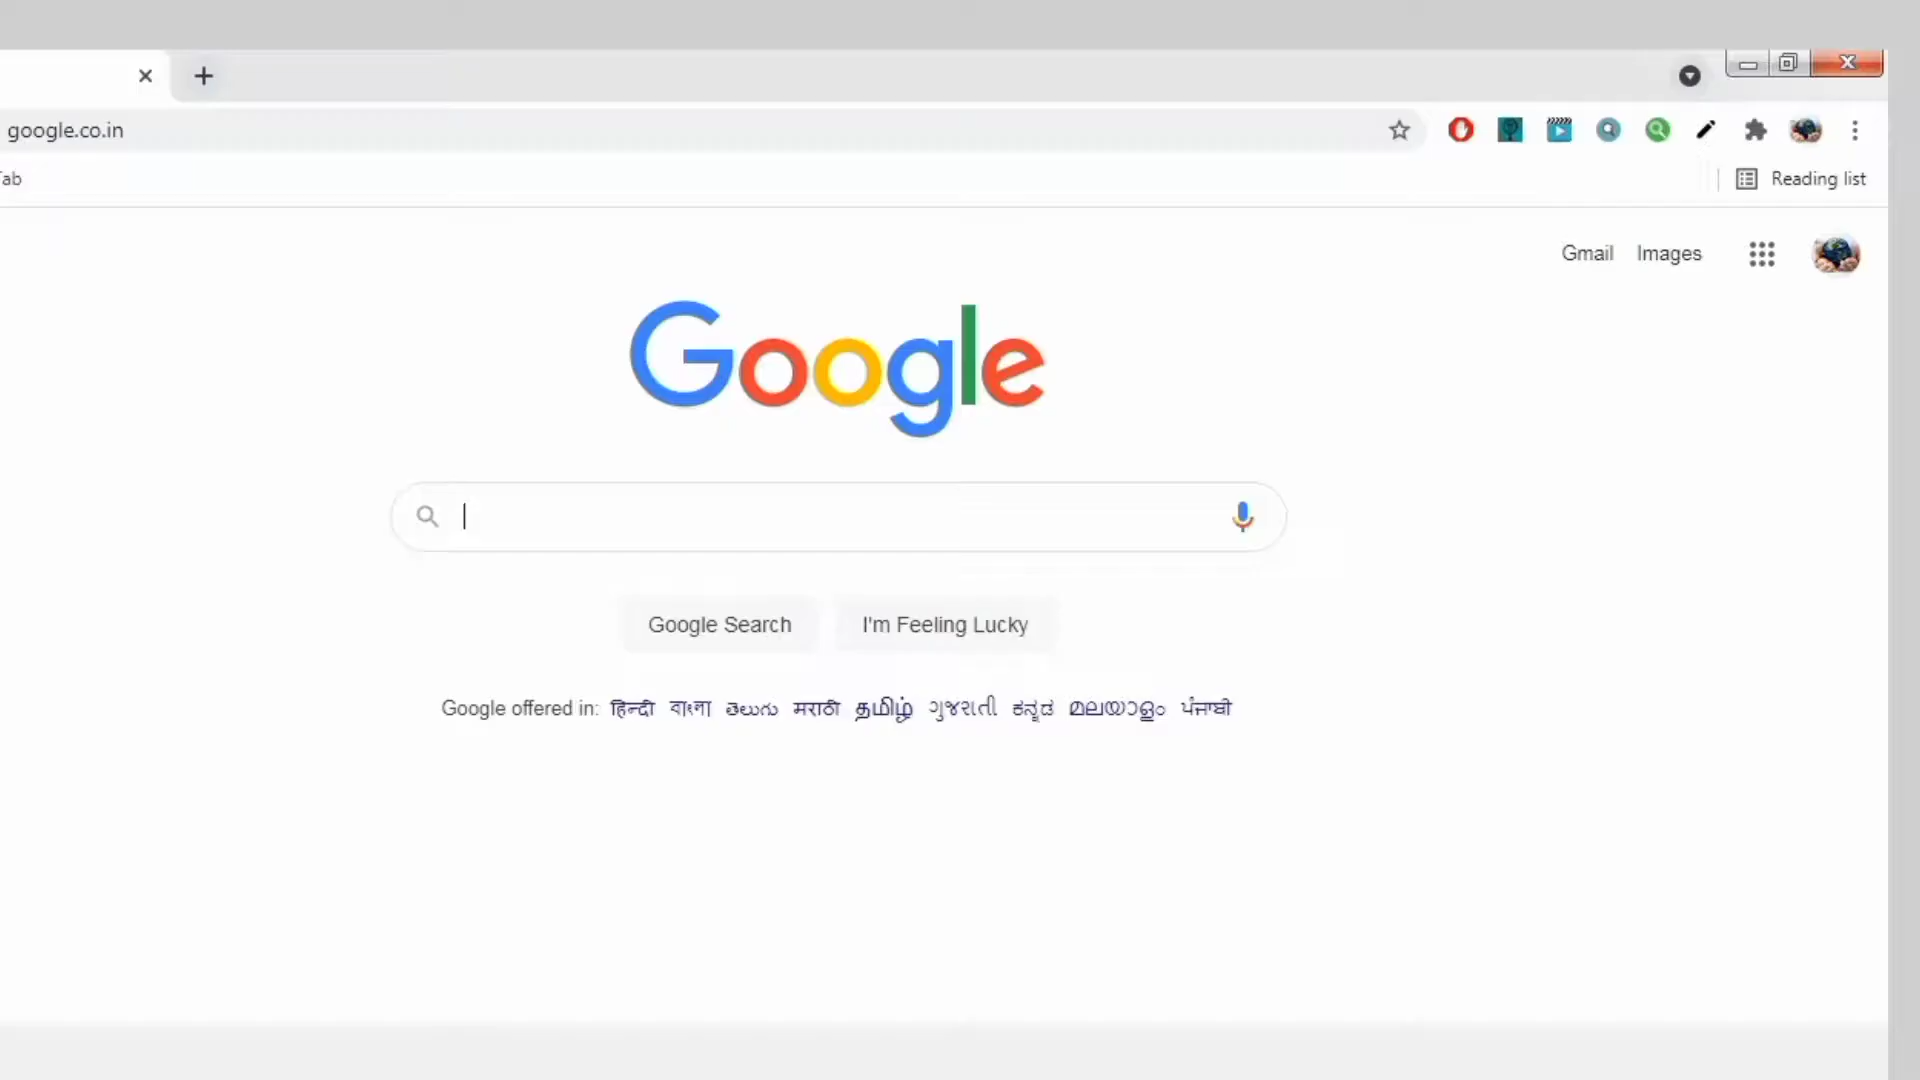 google.co.in
Tab
Reading list
Gmail Images
Google
Google Search I'm Feeling Lucky
Google offered in: हिन्दी বাংলা తెలుగు मराठी தமிழ் ગુજરાતી ಕನ್ನಡ മലയാളം ਪੰਜਾਬੀ